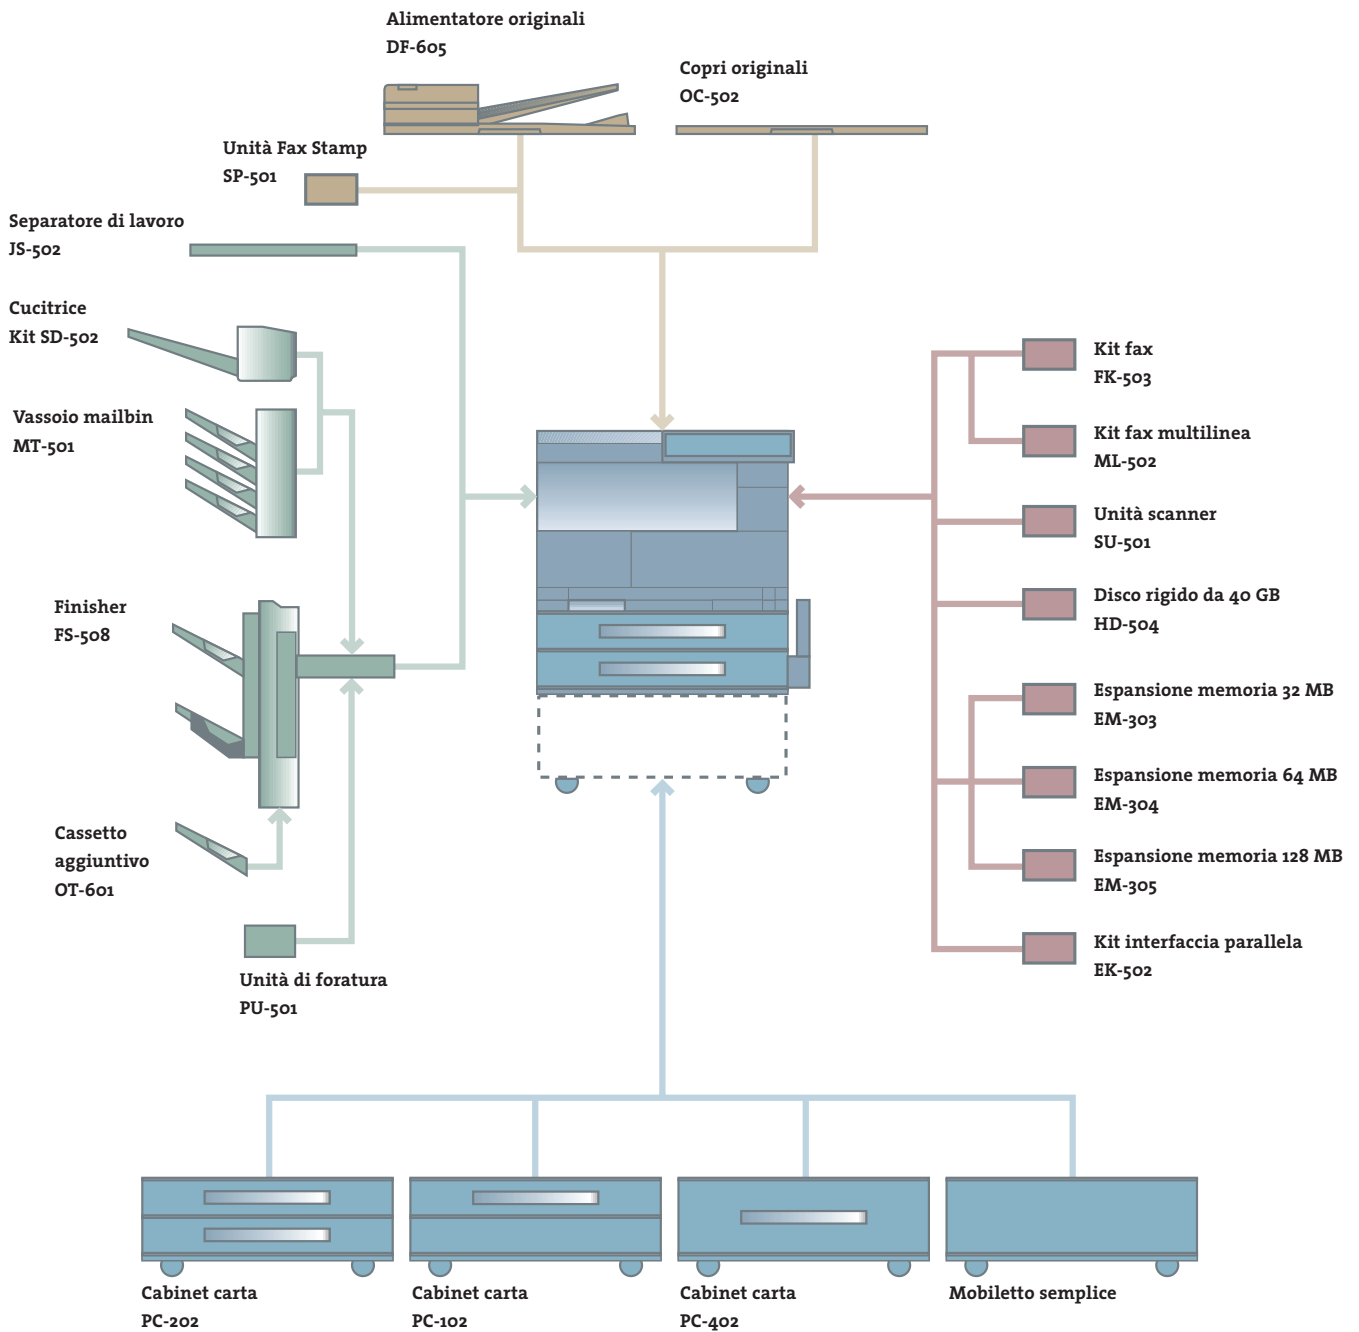 Alimentatore originali
DF-605
Copri originali
OC-502
Unità Fax Stamp
SP-501
Separatore di lavoro
JS-502
Cucitrice
Kit SD-502
Vassoio mailbin
MT-501
Finisher
FS-508
Cassetto
aggiuntivo
OT-601
Unità di foratura
PU-501
Kit fax
FK-503
Kit fax multilinea
ML-502
Unità scanner
SU-501
Disco rigido da 40 GB
HD-504
Espansione memoria 32 MB
EM-303
Espansione memoria 64 MB
EM-304
Espansione memoria 128 MB
EM-305
Kit interfaccia parallela
EK-502
Cabinet carta
PC-202
Cabinet carta
PC-102
Cabinet carta
PC-402
Mobiletto semplice